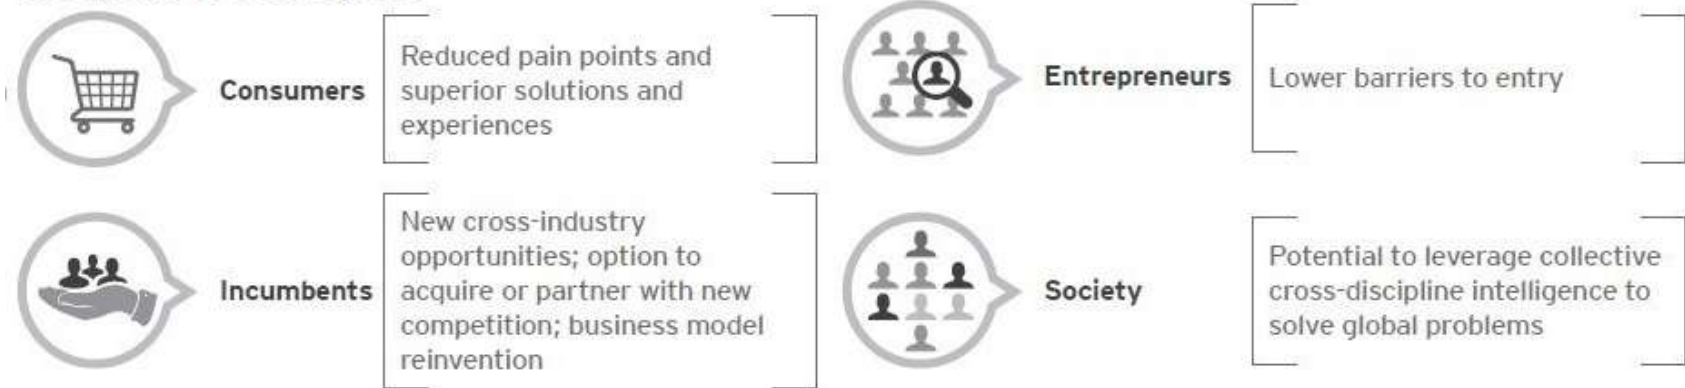 Consumers
Reduced pain points and
superior solutions and
experiences
Entrepreneurs
Lower barriers to entry
Incumbents
New cross-industry
opportunities; option to
acquire or partner with new
competition; business model
reinvention
Society
Potential to leverage collective
cross-discipline intelligence to
solve global problems